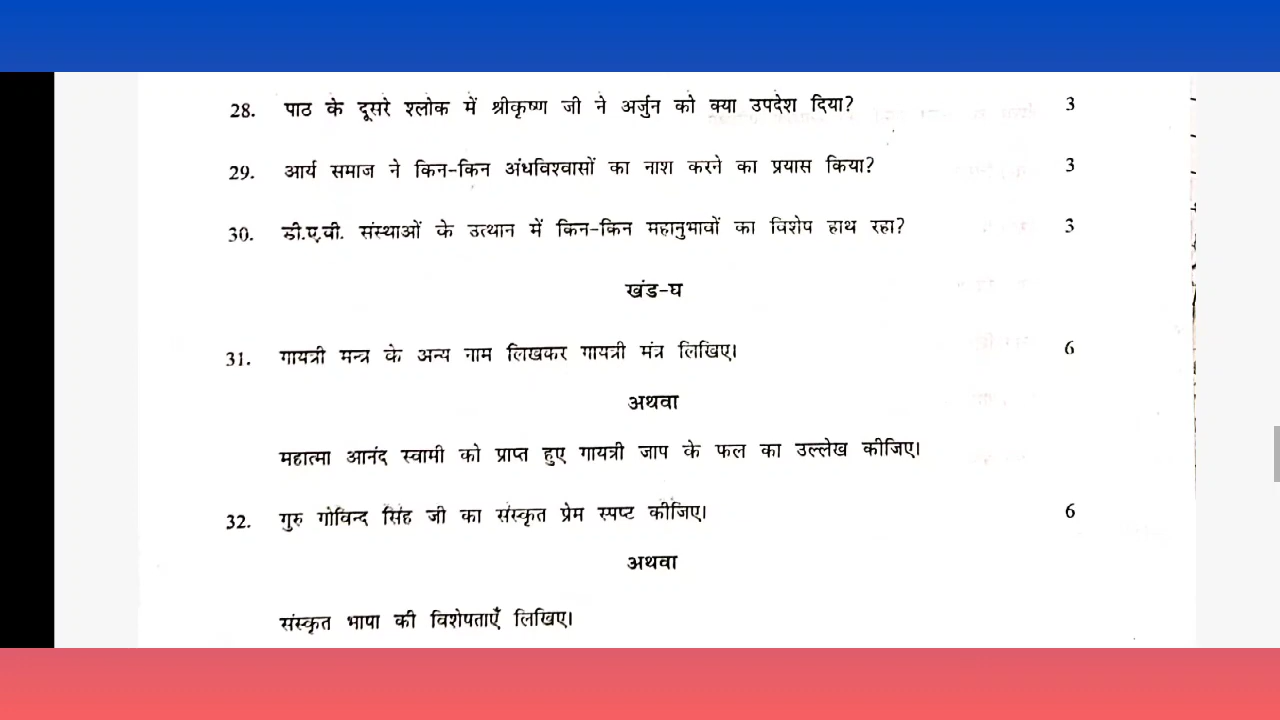 28. पाठ के दूसरे श्लोक में श्रीकृष्ण जी ने अर्जुन को क्या उपदेश दिया? 3
29. आर्य समाज ने किन-किन अंधविश्वासों का नाश करने का प्रयास किया? 3
30. डी.ए.वी. संस्थाओं के उत्थान में किन-किन महानुभावों का विशेष हाथ रहा? 3
खंड-घ
31. गायत्री मन्त्र के अन्य नाम लिखकर गायत्री मंत्र लिखिए। 6
अथवा
महात्मा आनंद स्वामी को प्राप्त हुए गायत्री जाप के फल का उल्लेख कीजिए।
32. गुरु गोविन्द सिंह जी का संस्कृत प्रेम स्पष्ट कीजिए। 6
अथवा
संस्कृत भाषा की विशेषताएँ लिखिए।